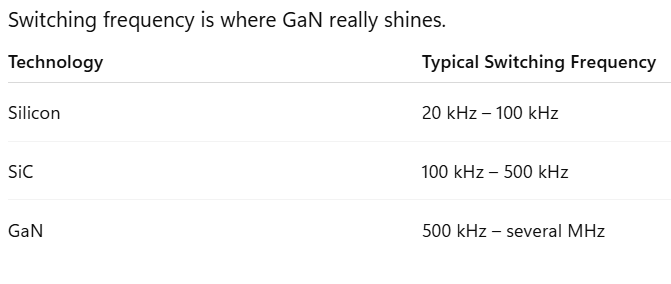 Switching frequency is where GaN really shines.
Technology Typical Switching Frequency
Silicon 20 kHz – 100 kHz
SiC 100 kHz – 500 kHz
GaN 500 kHz – several MHz